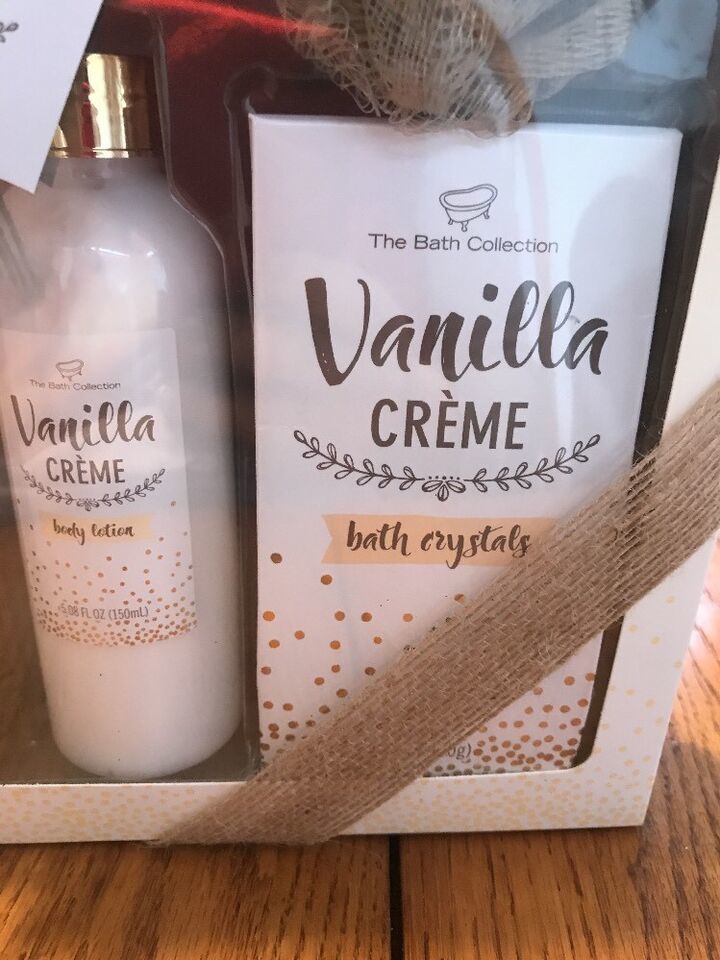 The Bath Collection
Vanilla
CRÈME
body lotion
5.08 FL OZ (150mL)
The Bath Collection
Vanilla
CRÈME
bath crystals